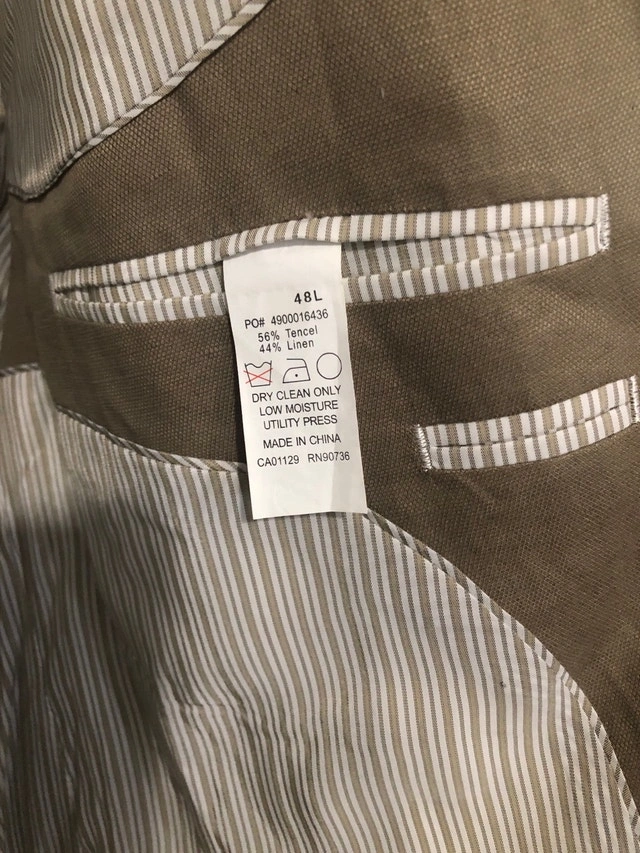 48L
PO# 4900016436
56% Tencel
44% Linen
DRY CLEAN ONLY
LOW MOISTURE
UTILITY PRESS
MADE IN CHINA
CA01129 RN90736